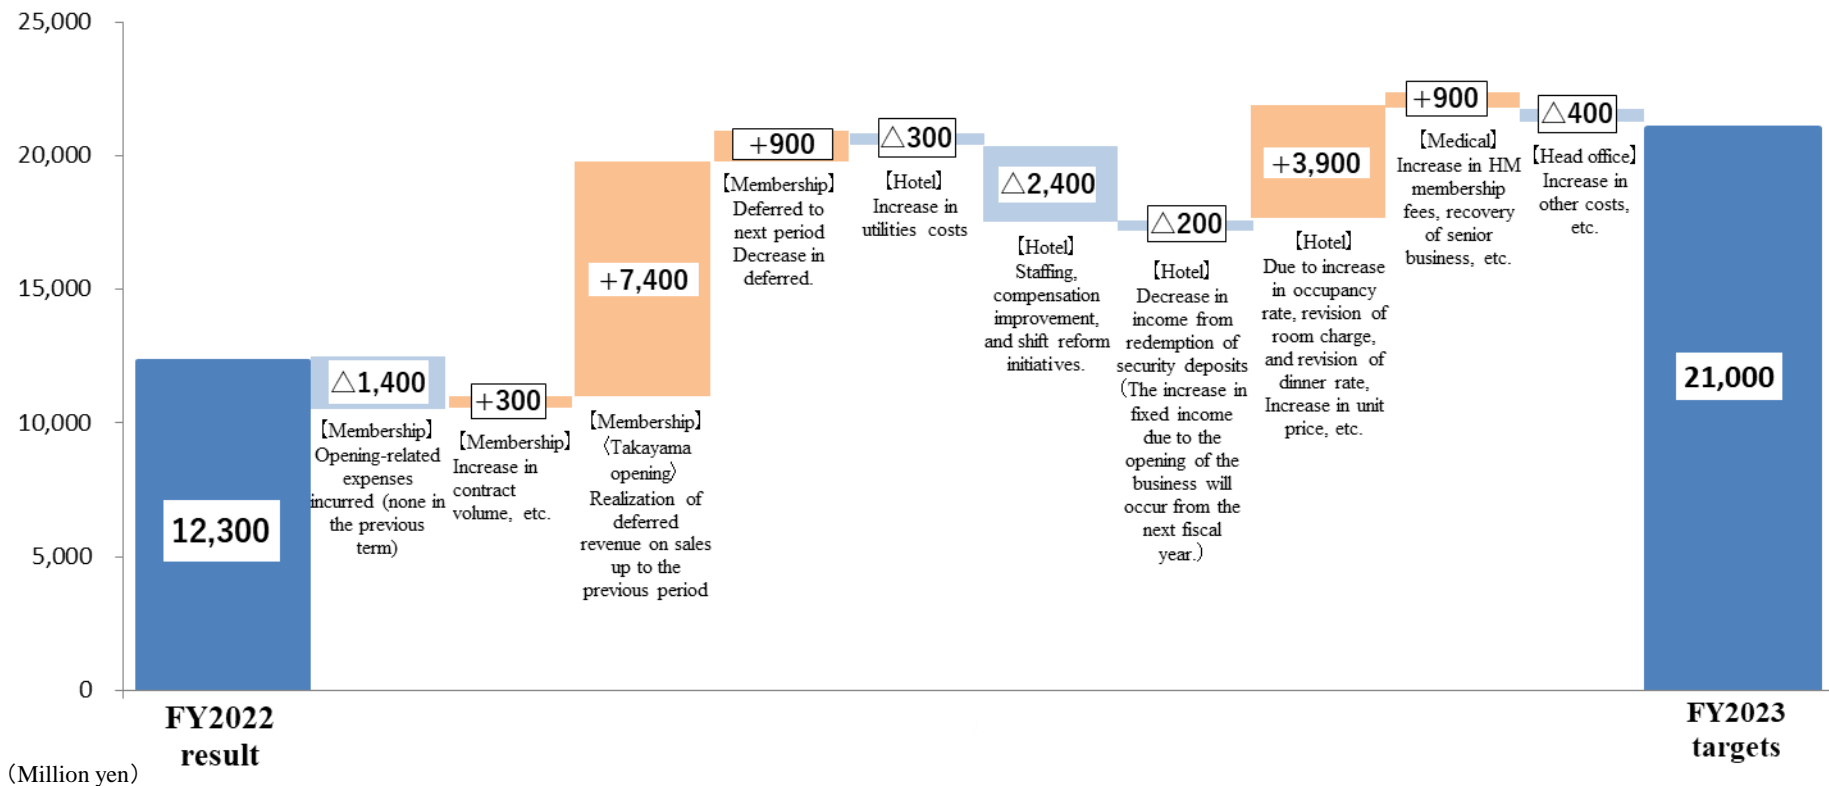 25,000
20,000
15,000
10,000
5,000
0
(Million yen)
12,300
FY2022
result
△1,400
【Membership】
Opening-related
expenses
incurred (none in
the previous
term)
+300
【Membership】
Increase in
contract
volume, etc.
+7,400
【Membership】
〈Takayama
opening〉
Realization of
deferred
revenue on sales
up to the
previous period
+900
【Membership】
Deferred to
next period
Decrease in
deferred.
△300
【Hotel】
Increase in
utilities costs
△2,400
【Hotel】
Staffing,
compensation
improvement,
and shift reform
initiatives.
△200
【Hotel】
Decrease in
income from
redemption of
security deposits
(The increase in
fixed income
due to the
opening of the
business will
occur from the
next fiscal
year.)
+3,900
【Hotel】
Due to increase
in occupancy
rate, revision of
room charge,
and revision of
dinner rate,
Increase in unit
price, etc.
+900
【Medical】
Increase in HM
membership
fees, recovery
of senior
business, etc.
△400
【Head office】
Increase in
other costs,
etc.
21,000
FY2023
targets